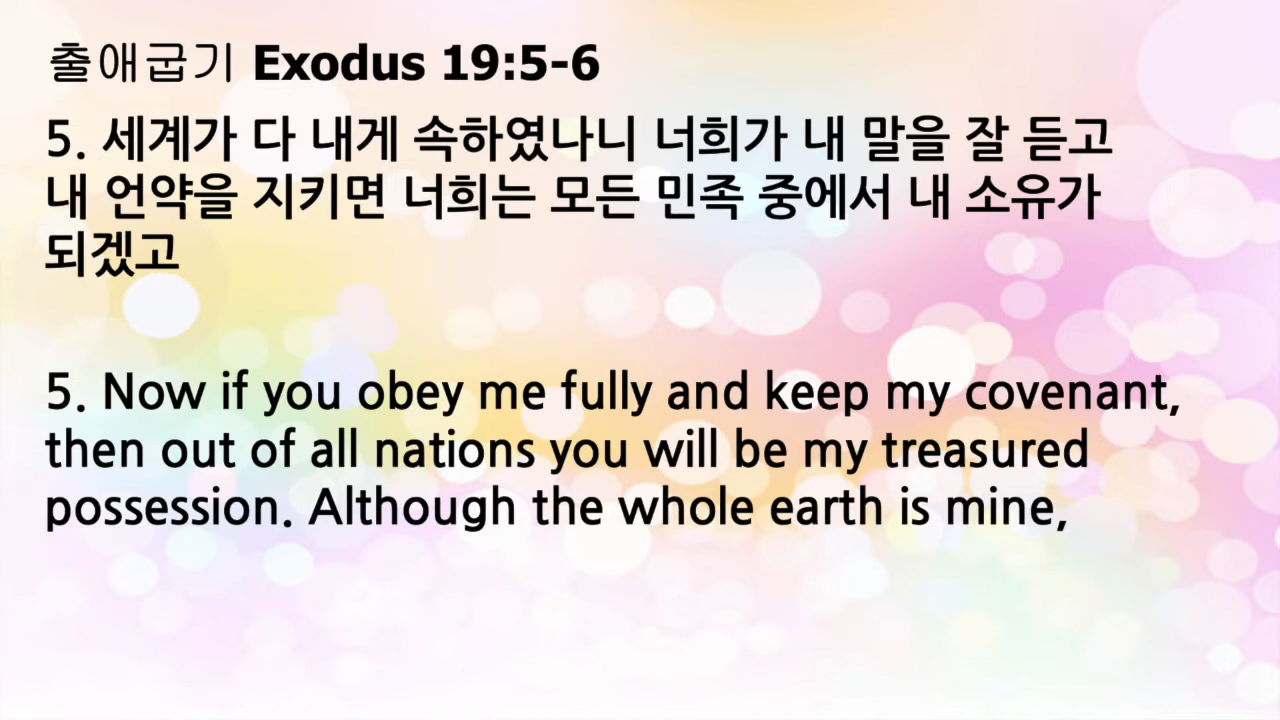 출애굽기 Exodus 19:5-6
5. 세계가 다 내게 속하였나니 너희가 내 말을 잘 듣고
내 언약을 지키면 너희는 모든 민족 중에서 내 소유가
되겠고
5. Now if you obey me fully and keep my covenant,
then out of all nations you will be my treasured
possession. Although the whole earth is mine,